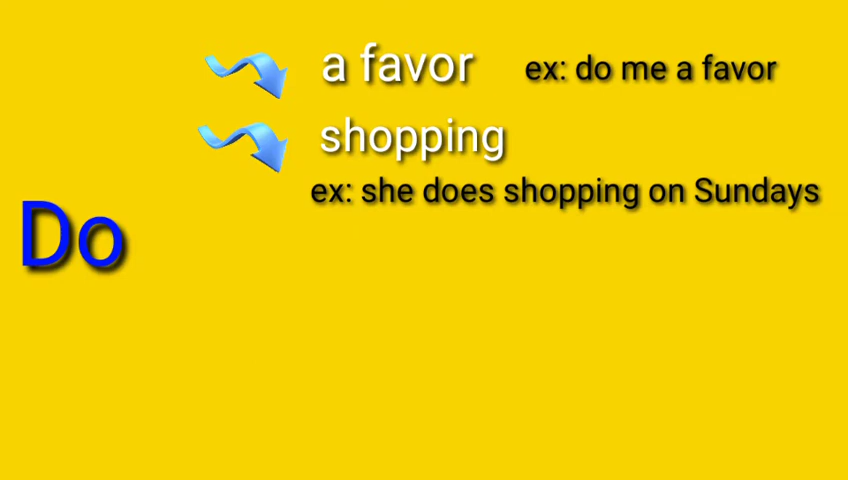 a favor ex: do me a favor
shopping
ex: she does shopping on Sundays
Do